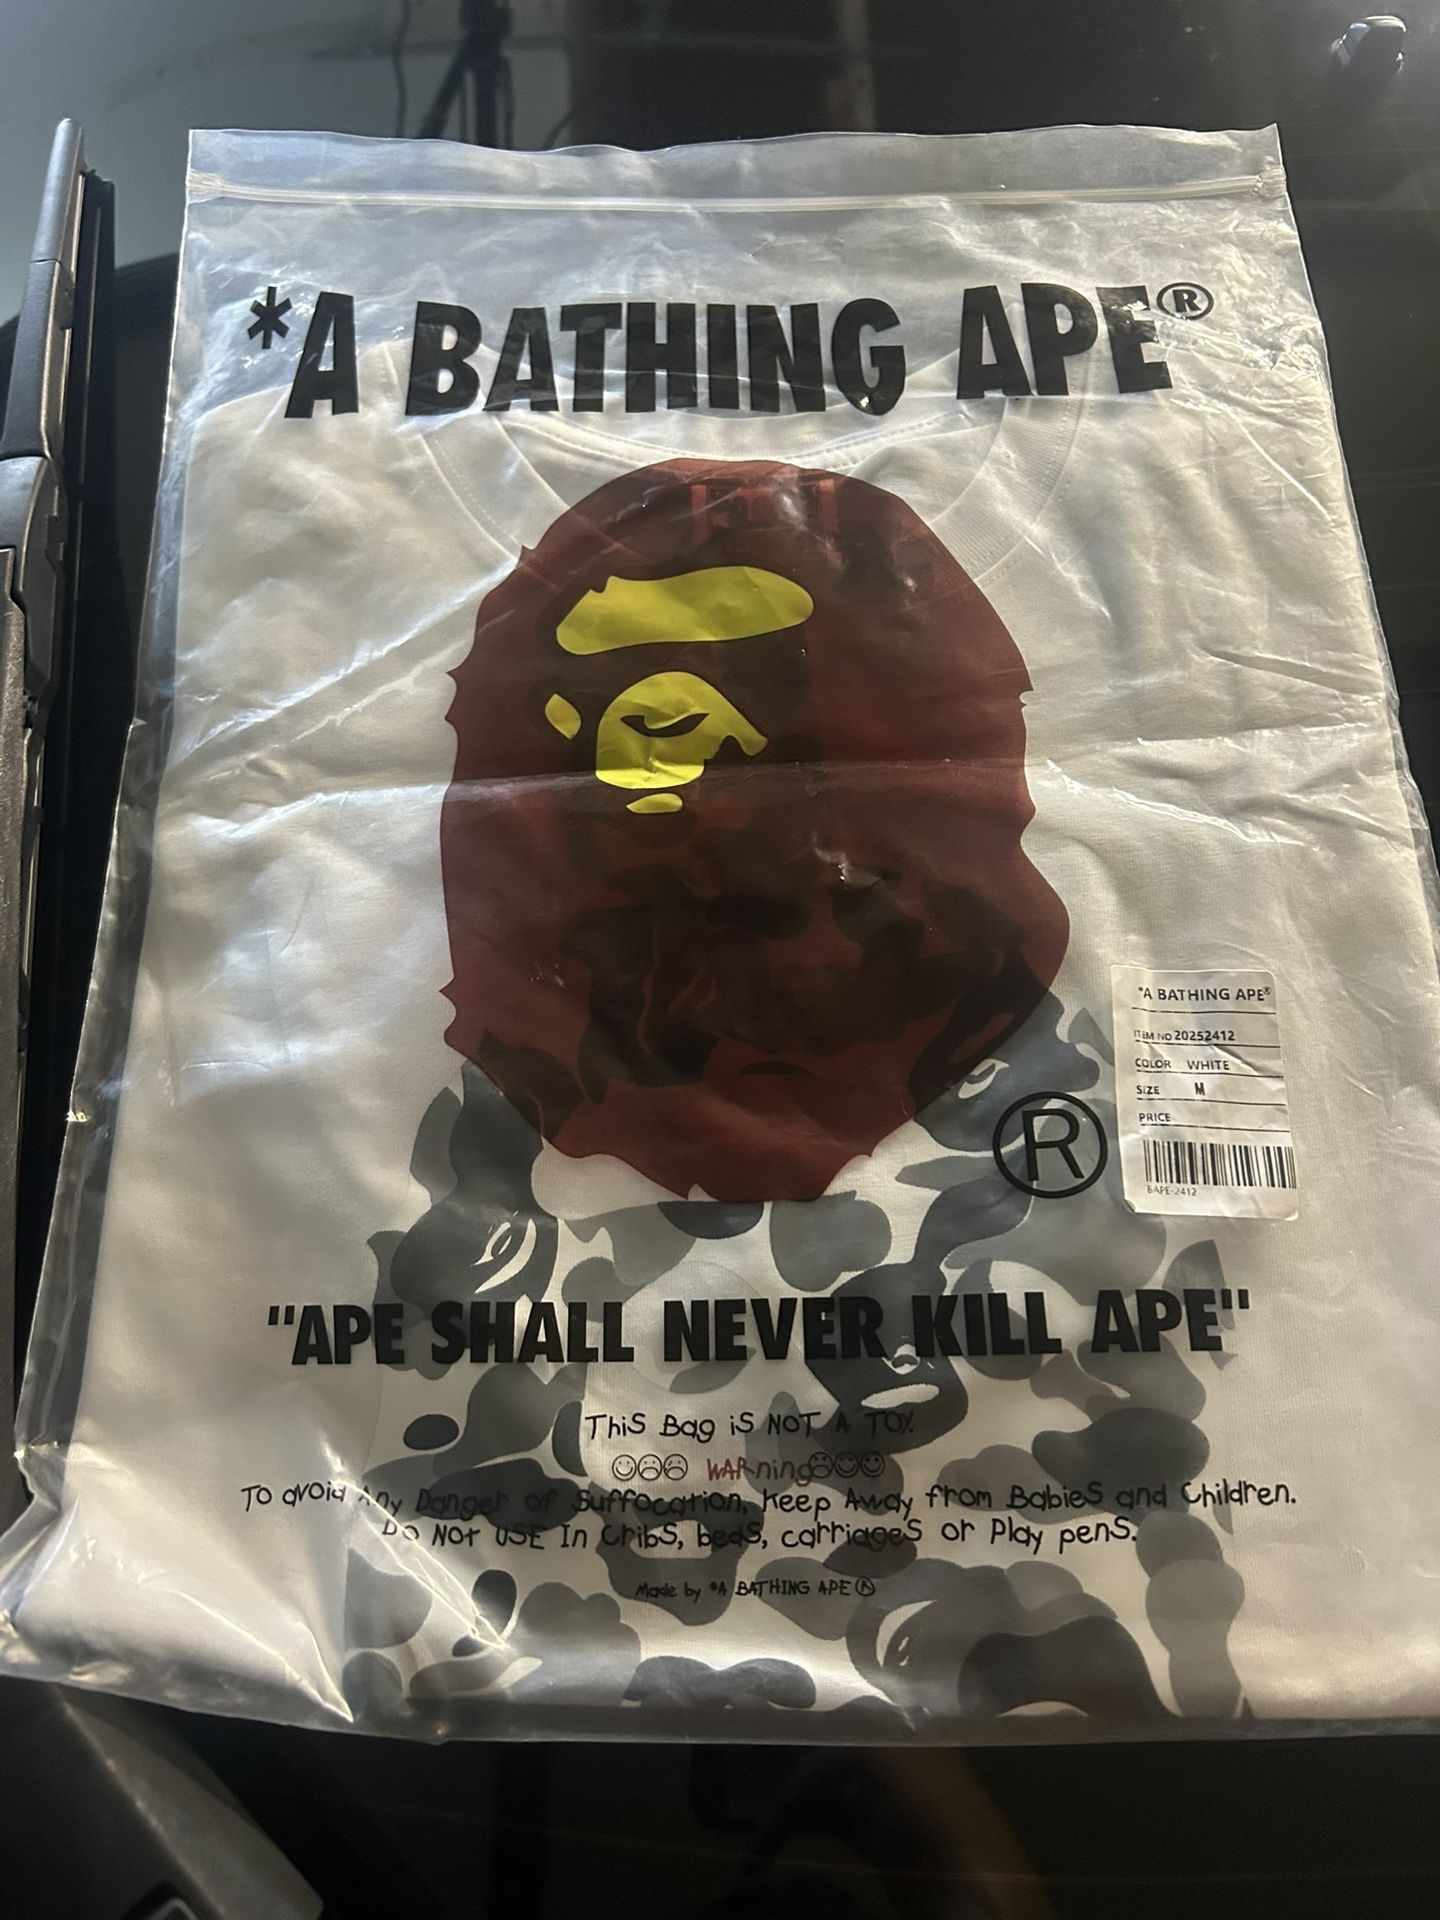 *A BATHING APE®
*A BATHING APE®
ITEM NO 20252412
COLOR WHITE
SIZE M
PRICE
BAPE-2412
®
"APE SHALL NEVER KILL APE"
This Bag is NOT A TOY.
WARning
To avoid Any Danger of Suffocation, Keep Away from Babies and Children.
Do Not USE In Cribs, beds, carriages or Play pens.
Made by *A BATHING APE®